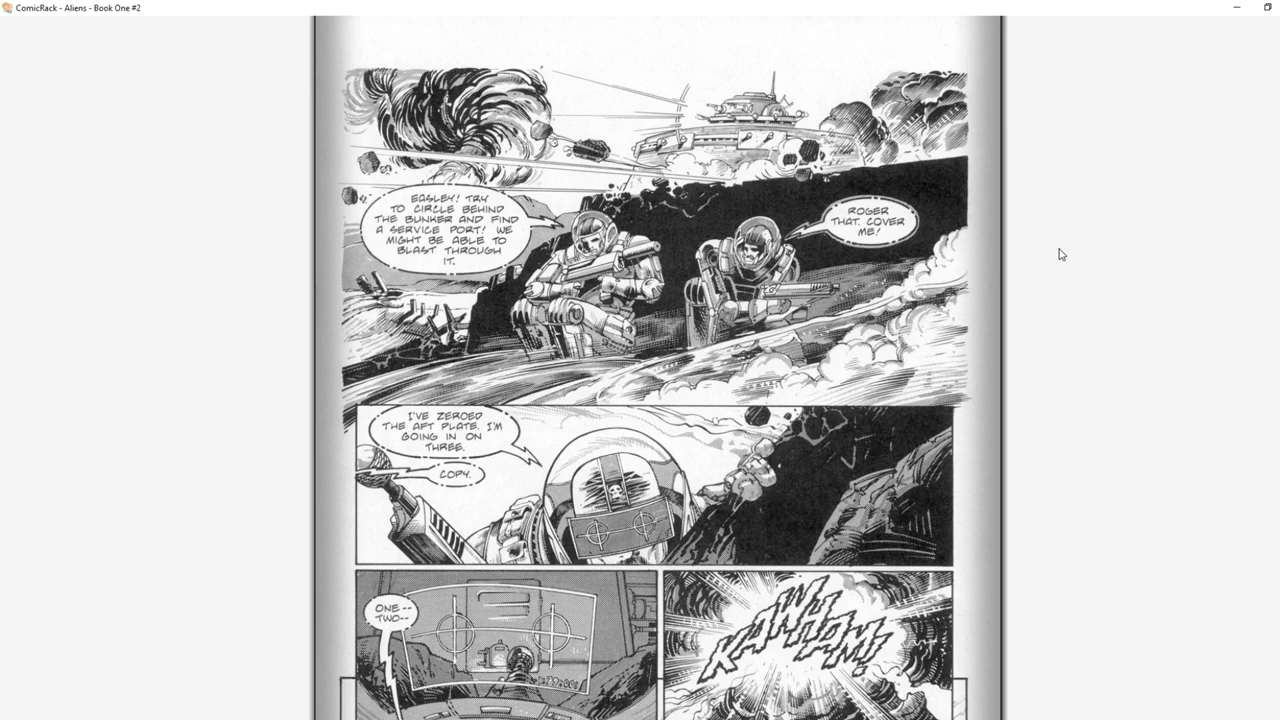 ComicRack - Aliens - Book One #2
EASLEY! TRY
TO CIRCLE BEHIND
THE BUNKER AND FIND
A SERVICE PORT! WE
MIGHT BE ABLE TO
BLAST THROUGH
IT.
ROGER
THAT. COVER
ME!
I'VE ZEROED
THE AFT PLATE. I'M
GOING IN ON
THREE.
COPY.
ONE--
TWO--
KAWHAM!